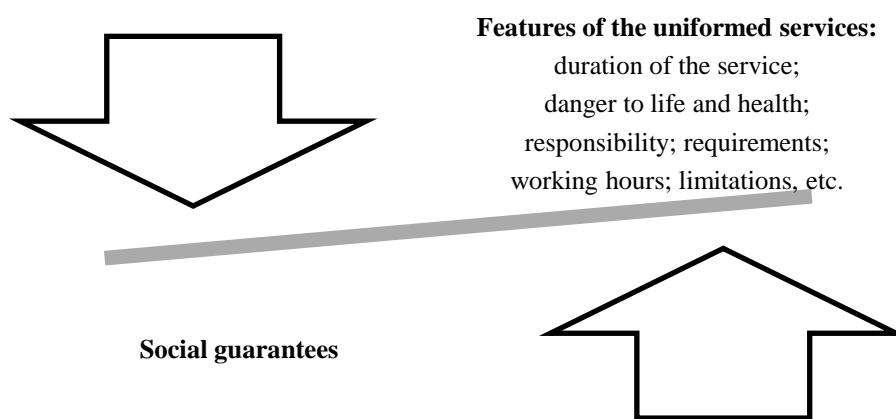 Features of the uniformed services:
duration of the service;
danger to life and health;
responsibility; requirements;
working hours; limitations, etc.
Social guarantees